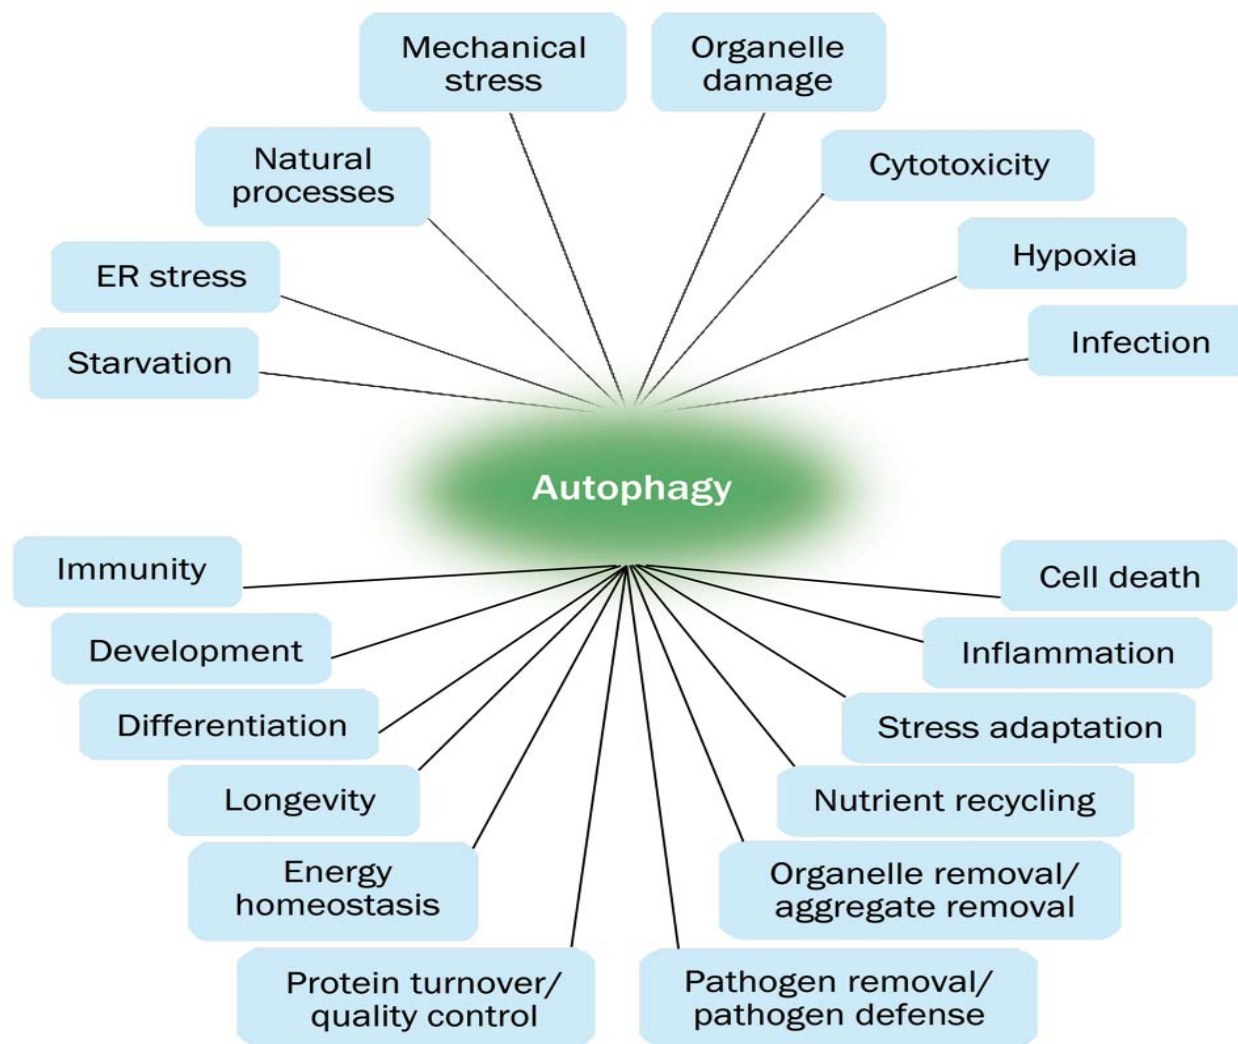 Mechanical
stress
Organelle
damage
Natural
processes
Cytotoxicity
ER stress
Hypoxia
Starvation
Infection
Autophagy
Immunity
Cell death
Development
Inflammation
Differentiation
Stress adaptation
Longevity
Nutrient recycling
Energy
homeostasis
Organelle removal/
aggregate removal
Protein turnover/
quality control
Pathogen removal/
pathogen defense